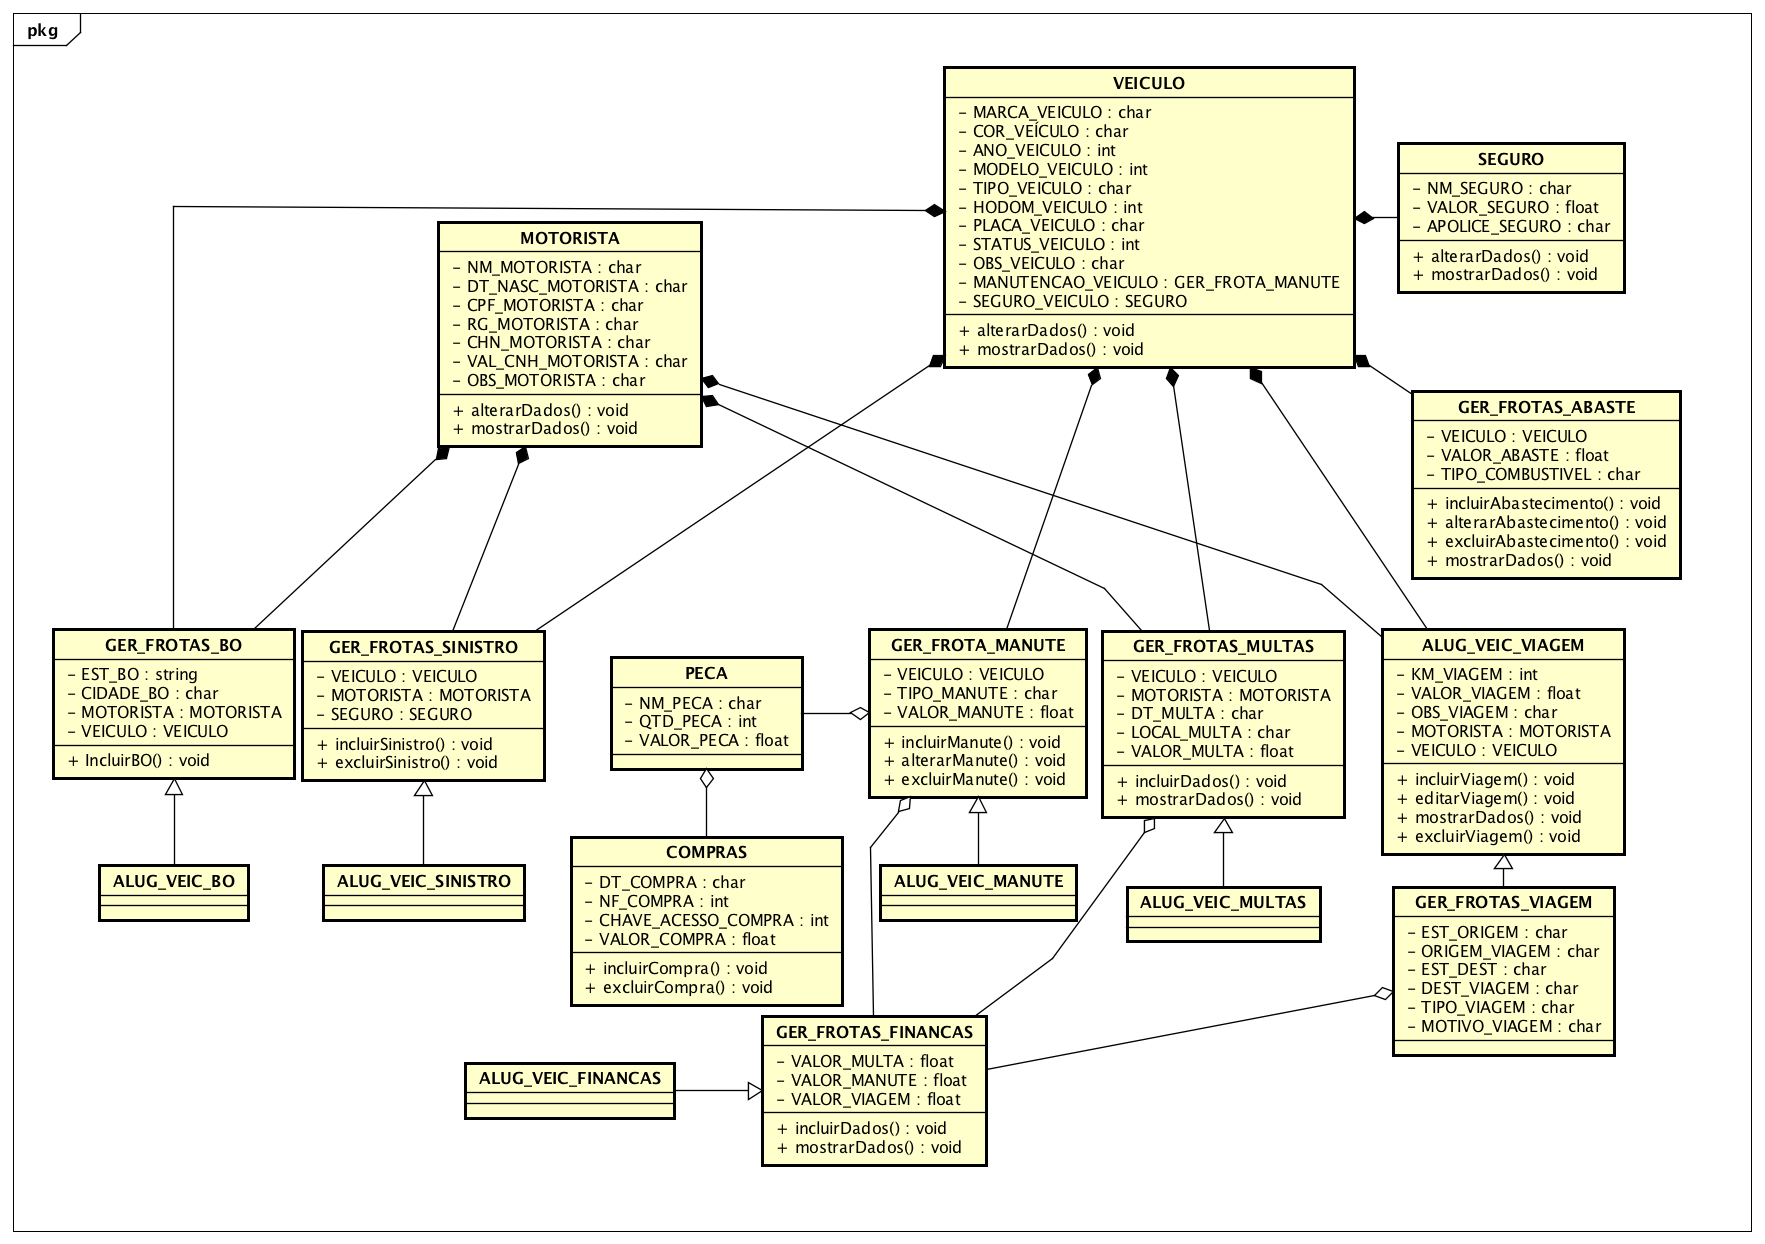 pkg
VEICULO
- MARCA_VEICULO : char
- COR_VEÍCULO : char
- ANO_VEICULO : int
- MODELO_VEICULO : int
- TIPO_VEICULO : char
- HODOM_VEICULO : int
- PLACA_VEICULO : char
- STATUS_VEICULO : int
- OBS_VEICULO : char
- MANUTENCAO_VEICULO : GER_FROTA_MANUTE
- SEGURO_VEICULO : SEGURO
+ alterarDados() : void
+ mostrarDados() : void
SEGURO
- NM_SEGURO : char
- VALOR_SEGURO : float
- APOLICE_SEGURO : char
+ alterarDados() : void
+ mostrarDados() : void
MOTORISTA
- NM_MOTORISTA : char
- DT_NASC_MOTORISTA : char
- CPF_MOTORISTA : char
- RG_MOTORISTA : char
- CHN_MOTORISTA : char
- VAL_CNH_MOTORISTA : char
- OBS_MOTORISTA : char
+ alterarDados() : void
+ mostrarDados() : void
GER_FROTAS_ABASTE
- VEICULO : VEICULO
- VALOR_ABASTE : float
- TIPO_COMBUSTIVEL : char
+ incluirAbastecimento() : void
+ alterarAbastecimento() : void
+ excluirAbastecimento() : void
+ mostrarDados() : void
GER_FROTAS_BO
- EST_BO : string
- CIDADE_BO : char
- MOTORISTA : MOTORISTA
- VEICULO : VEICULO
+ IncluirBO() : void
GER_FROTAS_SINISTRO
- VEICULO : VEICULO
- MOTORISTA : MOTORISTA
- SEGURO : SEGURO
+ incluirSinistro() : void
+ excluirSinistro() : void
PECA
- NM_PECA : char
- QTD_PECA : int
- VALOR_PECA : float
GER_FROTA_MANUTE
- VEICULO : VEICULO
- TIPO_MANUTE : char
- VALOR_MANUTE : float
+ incluirManute() : void
+ alterarManute() : void
+ excluirManute() : void
GER_FROTAS_MULTAS
- VEICULO : VEICULO
- MOTORISTA : MOTORISTA
- DT_MULTA : char
- LOCAL_MULTA : char
- VALOR_MULTA : float
+ incluirDados() : void
+ mostrarDados() : void
ALUG_VEIC_VIAGEM
- KM_VIAGEM : int
- VALOR_VIAGEM : float
- OBS_VIAGEM : char
- MOTORISTA : MOTORISTA
- VEICULO : VEICULO
+ incluirViagem() : void
+ editarViagem() : void
+ mostrarDados() : void
+ excluirViagem() : void
ALUG_VEIC_BO
ALUG_VEIC_SINISTRO
COMPRAS
- DT_COMPRA : char
- NF_COMPRA : int
- CHAVE_ACESSO_COMPRA : int
- VALOR_COMPRA : float
+ incluirCompra() : void
+ excluirCompra() : void
ALUG_VEIC_MANUTE
ALUG_VEIC_MULTAS
GER_FROTAS_VIAGEM
- EST_ORIGEM : char
- ORIGEM_VIAGEM : char
- EST_DEST : char
- DEST_VIAGEM : char
- TIPO_VIAGEM : char
- MOTIVO_VIAGEM : char
GER_FROTAS_FINANCAS
- VALOR_MULTA : float
- VALOR_MANUTE : float
- VALOR_VIAGEM : float
+ incluirDados() : void
+ mostrarDados() : void
ALUG_VEIC_FINANCAS